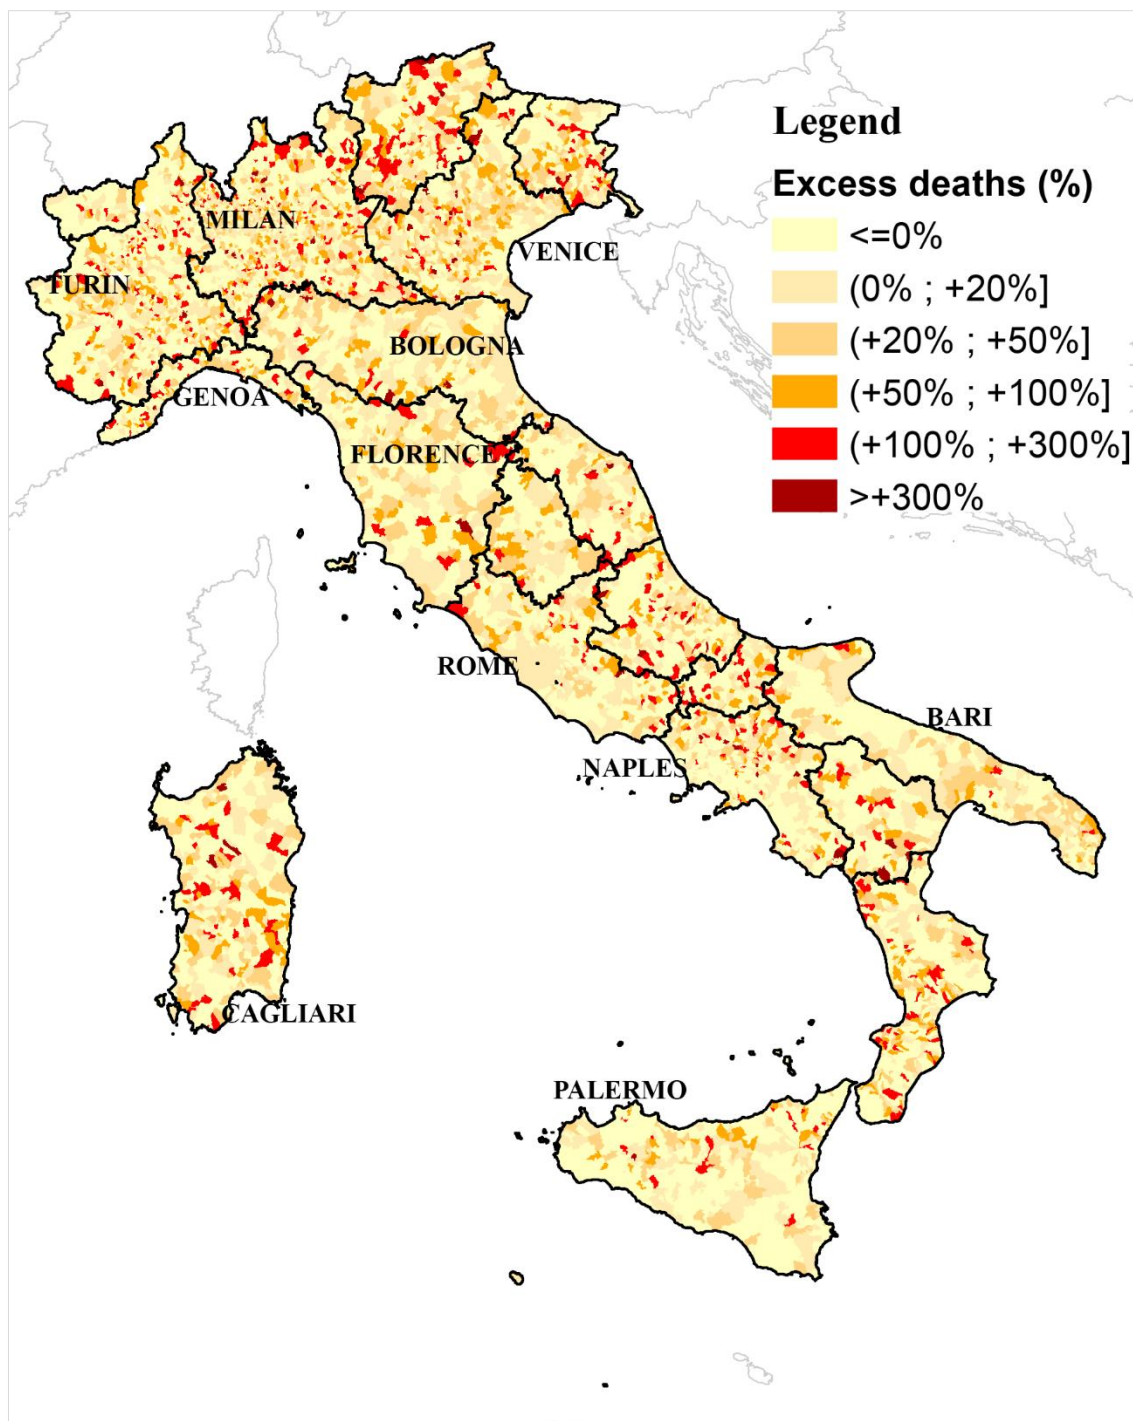 Legend
Excess deaths (%)
<=0%
(0% ; +20%]
(+20% ; +50%]
(+50% ; +100%]
(+100% ; +300%]
>+300%
MILAN
VENICE
TURIN
BOLOGNA
GENOA
FLORENCE
ROME
BARI
NAPLES
CAGLIARI
PALERMO